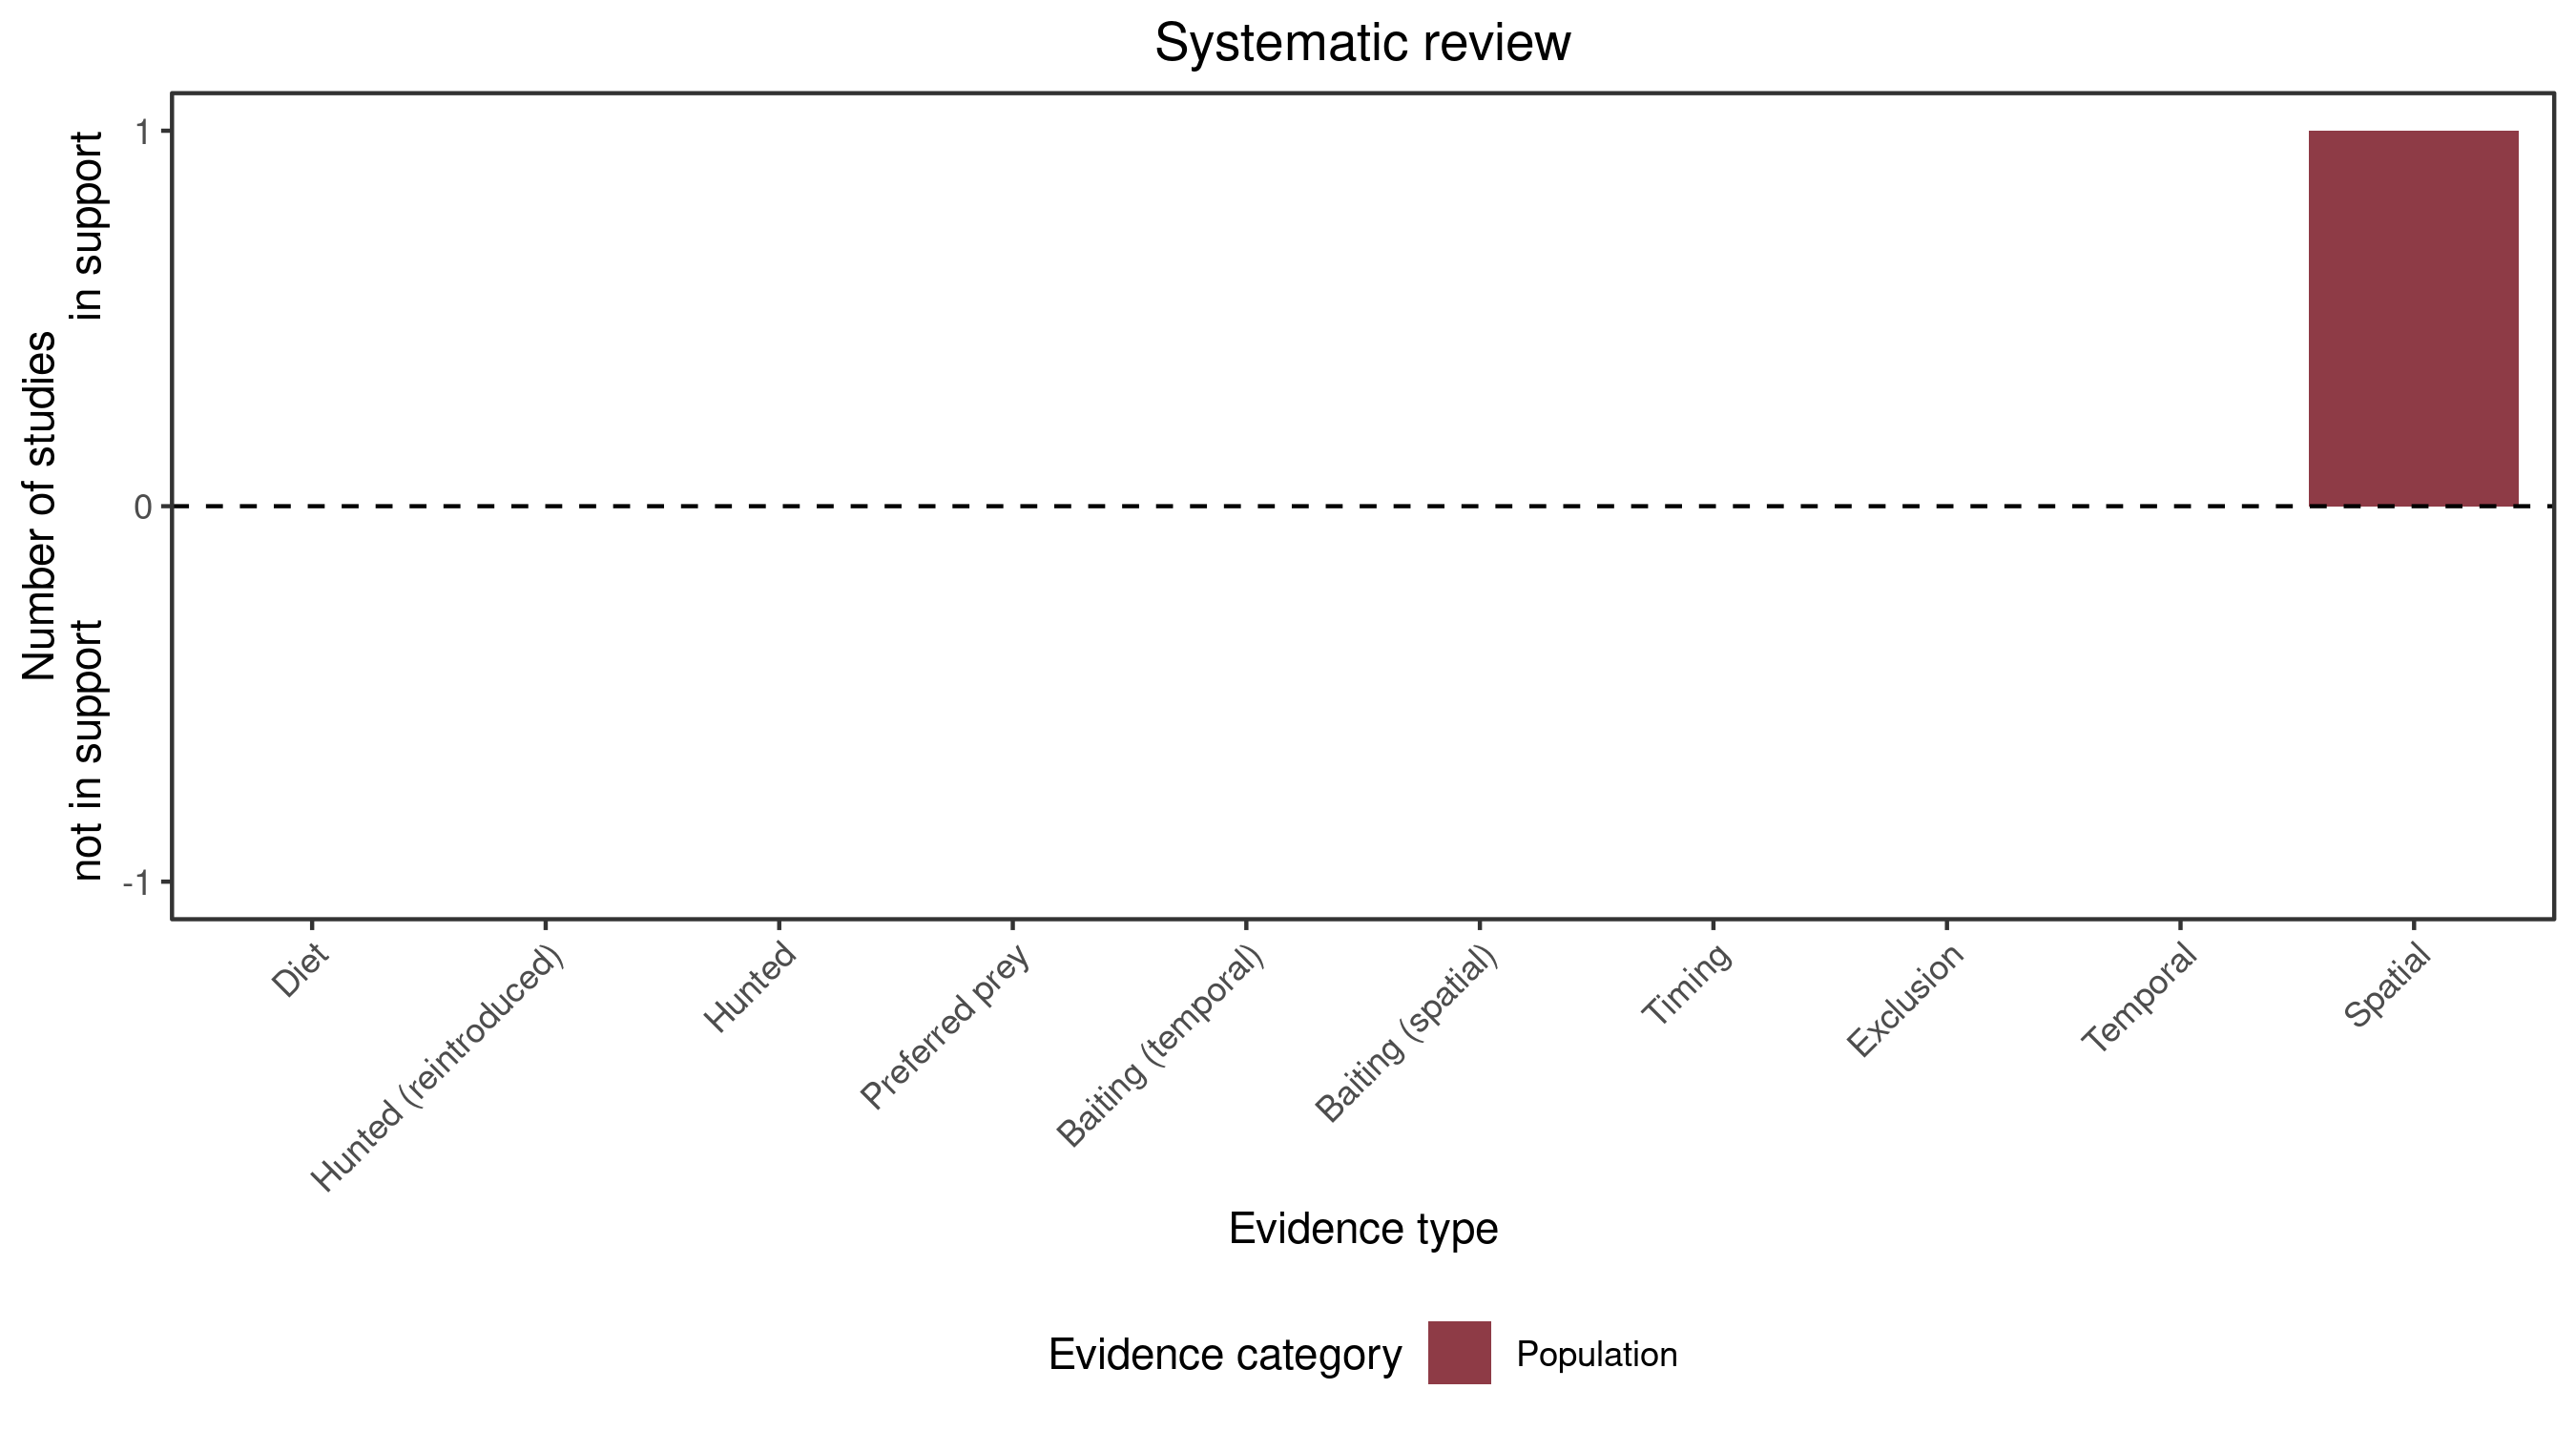 Systematic review
Number of studies
not in support in support
1
0
-1
Diet
Hunted (reintroduced)
Hunted
Preferred prey
Baiting (temporal)
Baiting (spatial)
Timing
Exclusion
Temporal
Spatial
Evidence type
Evidence category
Population